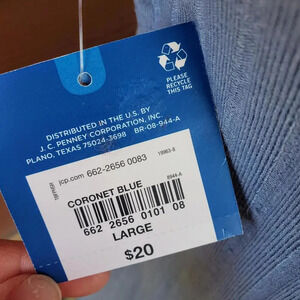 PLEASE
RECYCLE
THIS TAG
DISTRIBUTED IN THE U.S. BY
J. C. PENNEY CORPORATION, INC.
PLANO, TEXAS 75024-3698 BR-08-944-A
jcp.com 662-2656 0083
CORONET BLUE
6944-A
662 2656 0101 08
LARGE
$20